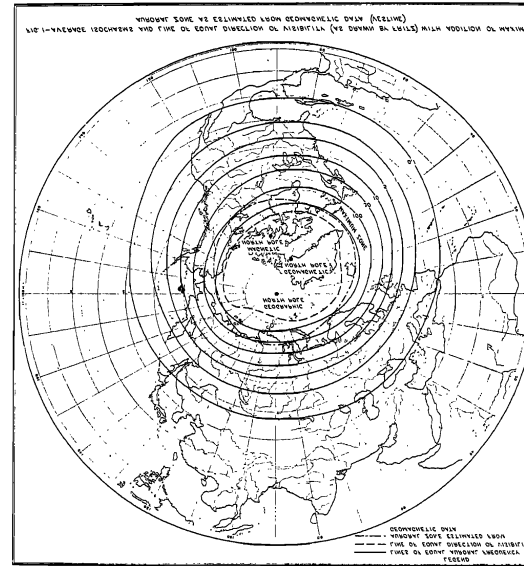 LEGEND
LINES OF EQUAL AURORAL FREQUENCY
LINE OF EQUAL DIRECTION OF VISIBILI
AURORAL ZONE ESTIMATED FROM
GEOMAGNETIC DATA
GEOGRAPHIC
NORTH POLE
GEOMAGNETIC
NORTH POLE
MAGNETIC
NORTH POLE
MAXIMUM ZONE
100
FIG. 1—AVERAGE ISOCHASMS AND LINE OF EQUAL DIRECTION OF VISIBILITY (AS DRAWN BY FRITZ) WITH ADDITION OF MAXIM
AURORAL ZONE AS ESTIMATED FROM GEOMAGNETIC DATA (VESTINE)